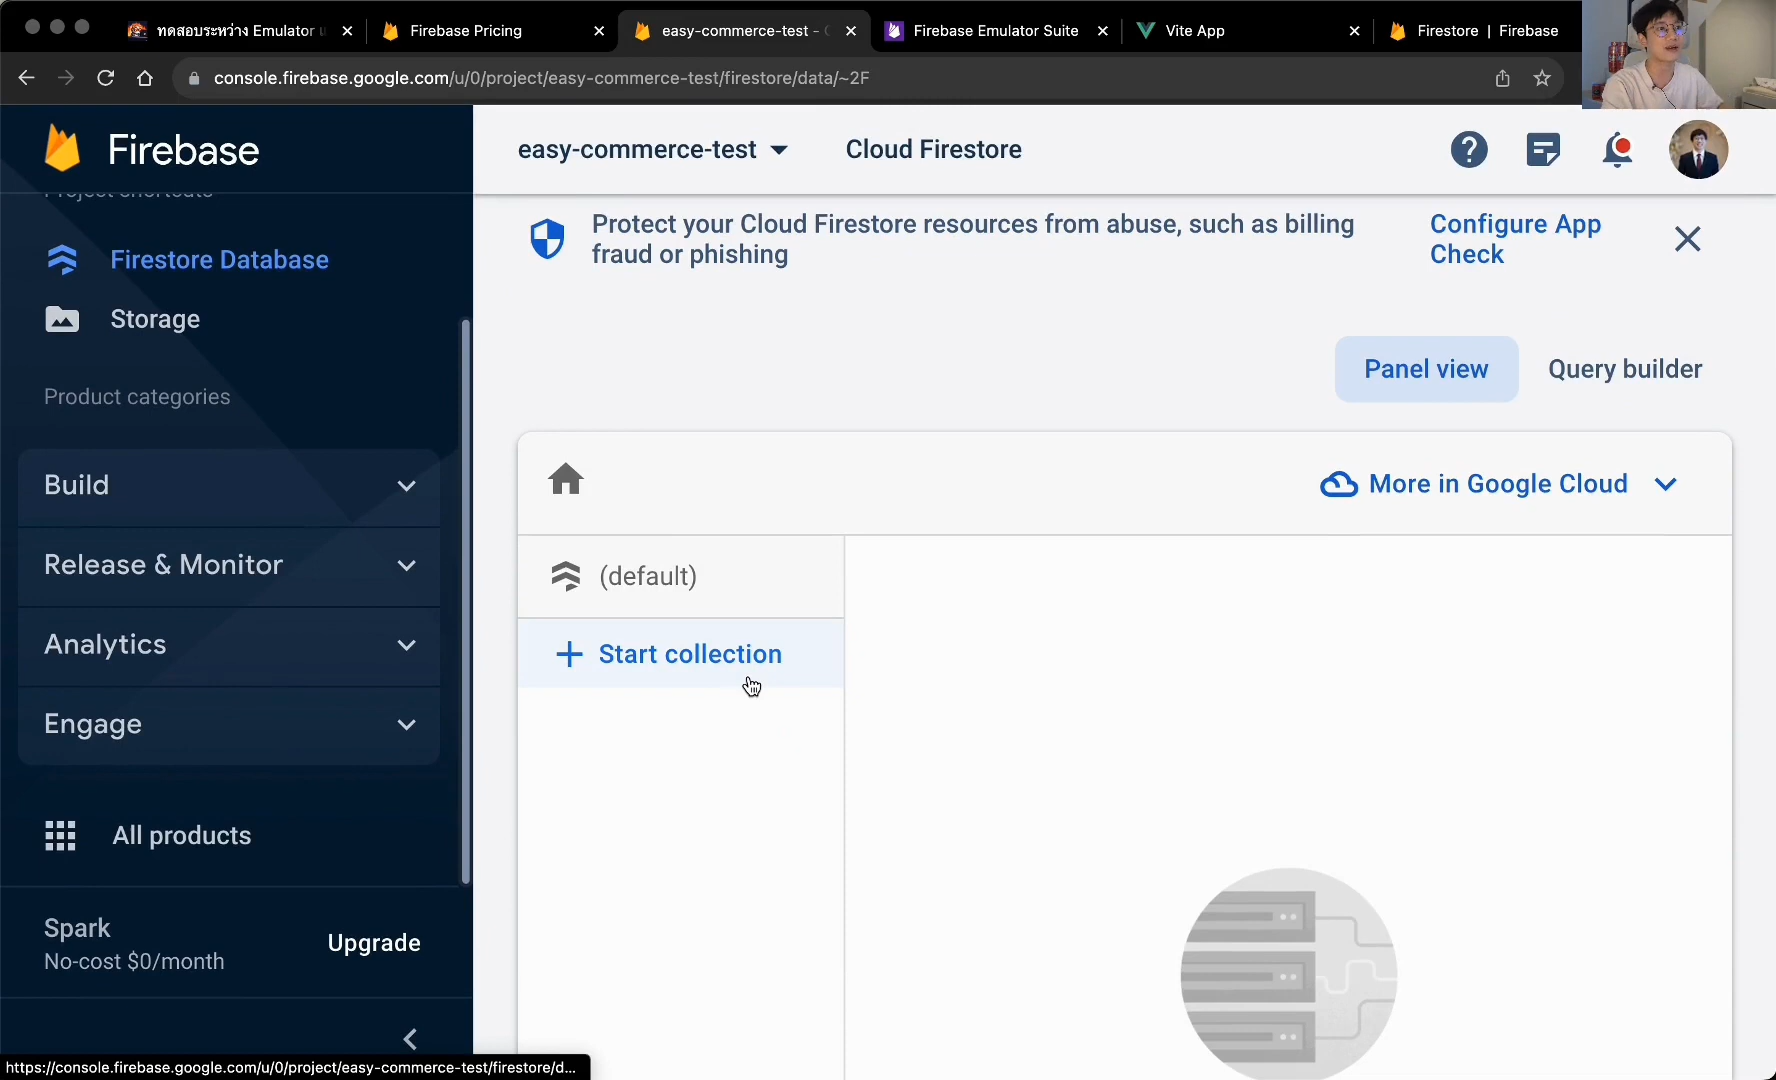 ทดสอบระหว่าง Emulator
Firebase Pricing
easy-commerce-test -
Firebase Emulator Suite
Vite App
Firestore | Firebase
console.firebase.google.com/u/0/project/easy-commerce-test/firestore/data/~2F
Firebase
easy-commerce-test
Cloud Firestore
Project shortcuts
Firestore Database
Storage
Product categories
Build
Release & Monitor
Analytics
Engage
All products
Spark
No-cost $0/month
Upgrade
Protect your Cloud Firestore resources from abuse, such as billing
fraud or phishing
Configure App
Check
Panel view
Query builder
More in Google Cloud
(default)
+ Start collection
https://console.firebase.google.com/u/0/project/easy-commerce-test/firestore/d...